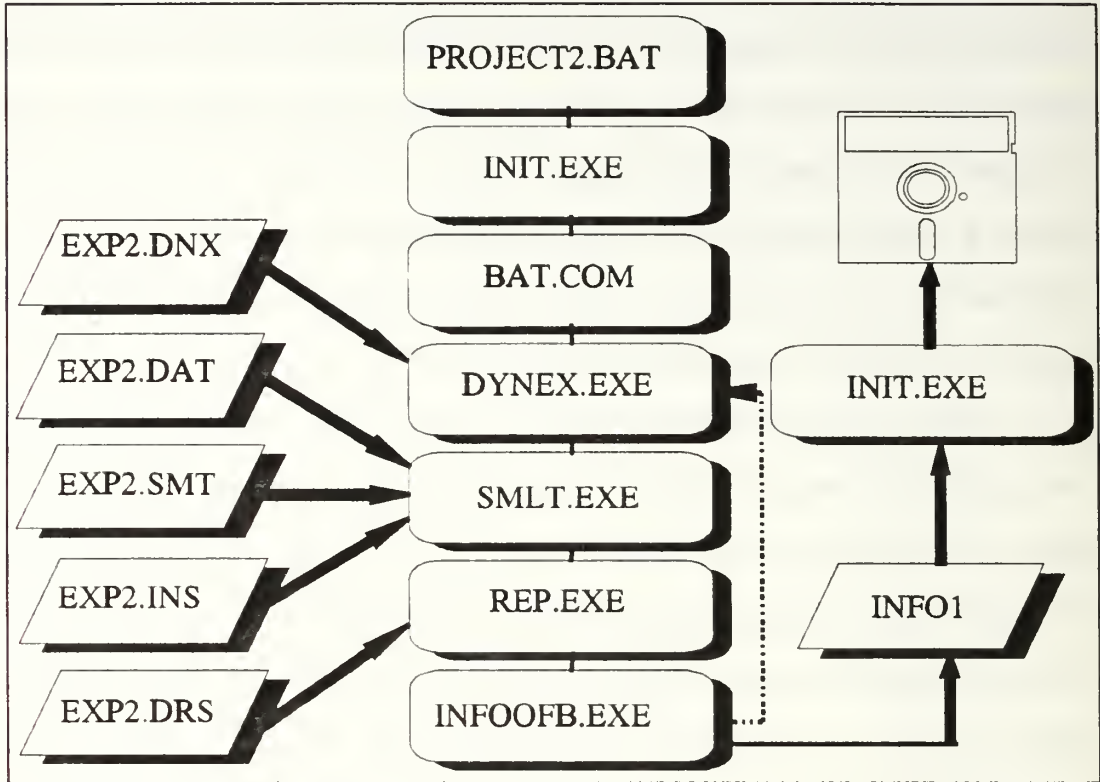 PROJECT2.BAT
INIT.EXE
BAT.COM
DYNEX.EXE
SMLT.EXE
REP.EXE
INFOOFB.EXE
EXP2.DNX
EXP2.DAT
EXP2.SMT
EXP2.INS
EXP2.DRS
INIT.EXE
INFO1